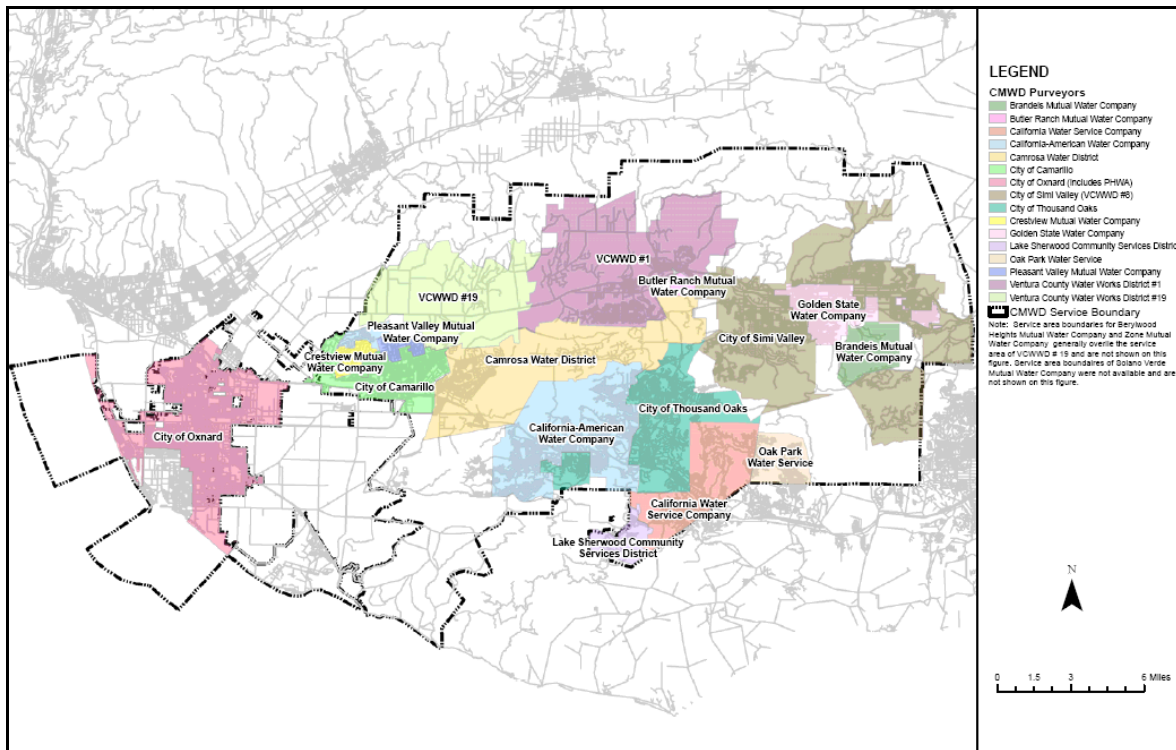 LEGEND
CMWD Purveyors
Brandeis Mutual Water Company
Butler Ranch Mutual Water Company
California Water Service Company
California-American Water Company
Camrosa Water District
City of Camarillo
City of Oxnard (includes PHWA)
City of Simi Valley (VCWWD #8)
City of Thousand Oaks
Crestview Mutual Water Company
Golden State Water Company
Lake Sherwood Community Services District
Oak Park Water Service
Pleasant Valley Mutual Water Company
Ventura County Water Works District #1
Ventura County Water Works District #19
CMWD Service Boundary
Note: Service area boundaries for Berylwood
Heights Mutual Water Company and Zone Mutual
Water Company generally overlie the service
area of VCWWD # 19 and are not shown on this
figure. Service area boundaires of Solano Verde
Mutual Water Company were not available and are
not shown on this figure.
VCWWD #1
Butler Ranch Mutual
Water Company
VCWWD #19
Golden State
Water Company
Pleasant Valley Mutual
Water Company
City of Simi Valley
Brandeis Mutual
Water Company
Crestview Mutual
Water Company
Camrosa Water District
City of Camarillo
City of Thousand Oaks
City of Oxnard
California-American
Water Company
Oak Park
Water Service
California Water
Service Company
Lake Sherwood Community
Services District
N
0 1.5 3 6 Miles